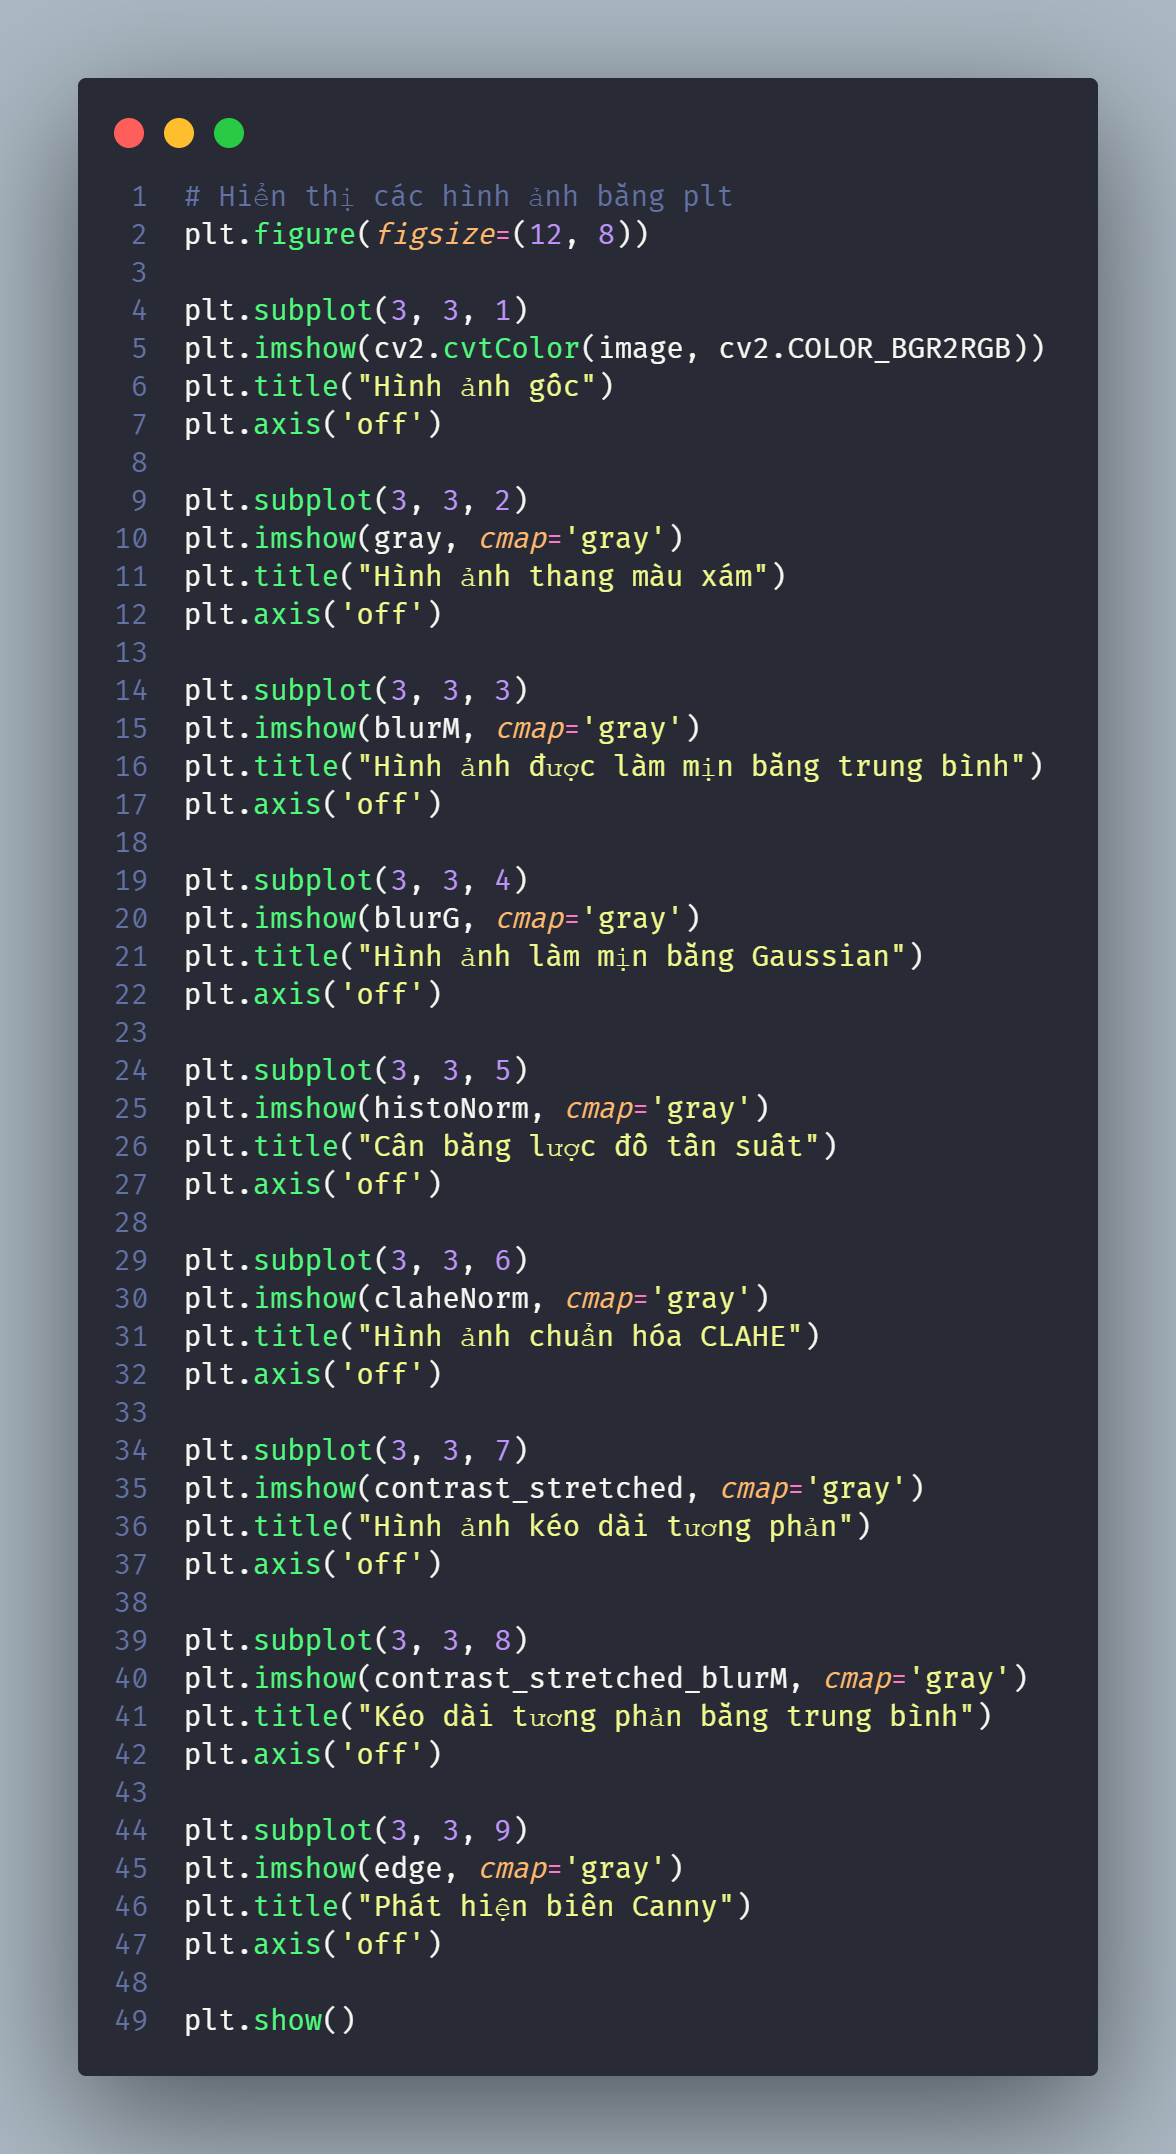 1 # Hiển thị các hình ảnh bằng plt
2 plt.figure(figsize=(12, 8))
3
4 plt.subplot(3, 3, 1)
5 plt.imshow(cv2.cvtColor(image, cv2.COLOR_BGR2RGB))
6 plt.title("Hình ảnh gốc")
7 plt.axis('off')
8
9 plt.subplot(3, 3, 2)
10 plt.imshow(gray, cmap='gray')
11 plt.title("Hình ảnh thang màu xám")
12 plt.axis('off')
13
14 plt.subplot(3, 3, 3)
15 plt.imshow(blurM, cmap='gray')
16 plt.title("Hình ảnh được làm mịn bằng trung bình")
17 plt.axis('off')
18
19 plt.subplot(3, 3, 4)
20 plt.imshow(blurG, cmap='gray')
21 plt.title("Hình ảnh làm mịn bằng Gaussian")
22 plt.axis('off')
23
24 plt.subplot(3, 3, 5)
25 plt.imshow(histoNorm, cmap='gray')
26 plt.title("Cân bằng lược đồ tần suất")
27 plt.axis('off')
28
29 plt.subplot(3, 3, 6)
30 plt.imshow(claheNorm, cmap='gray')
31 plt.title("Hình ảnh chuẩn hóa CLAHE")
32 plt.axis('off')
33
34 plt.subplot(3, 3, 7)
35 plt.imshow(contrast_stretched, cmap='gray')
36 plt.title("Hình ảnh kéo dài tương phản")
37 plt.axis('off')
38
39 plt.subplot(3, 3, 8)
40 plt.imshow(contrast_stretched_blurM, cmap='gray')
41 plt.title("Kéo dài tương phản bằng trung bình")
42 plt.axis('off')
43
44 plt.subplot(3, 3, 9)
45 plt.imshow(edge, cmap='gray')
46 plt.title("Phát hiện biên Canny")
47 plt.axis('off')
48
49 plt.show()